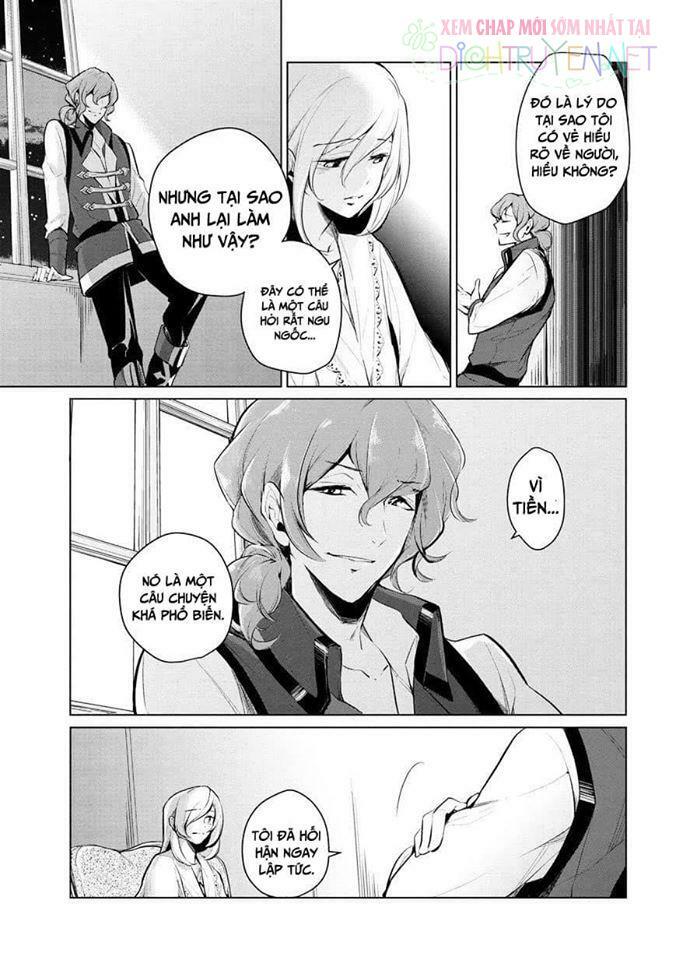 XEM CHAP MỚI SỚM NHẤT TẠI
DICHTRUYEN.NET
ĐÓ LÀ LÝ DO
TẠI SAO TÔI
CÓ VẺ HIỂU
RÕ VỀ NGƯỜI,
HIỂU KHÔNG?
NHƯNG TẠI SAO
ANH LẠI LÀM
NHƯ VẬY?
ĐÂY CÓ THỂ
LÀ MỘT CÂU
HỎI RẤT NGU
NGỐC...
VÌ
TIỀN...
NÓ LÀ MỘT
CÂU CHUYỆN
KHÁ PHỔ BIẾN.
TÔI ĐÃ HỐI
HẬN NGAY
LẬP TỨC.